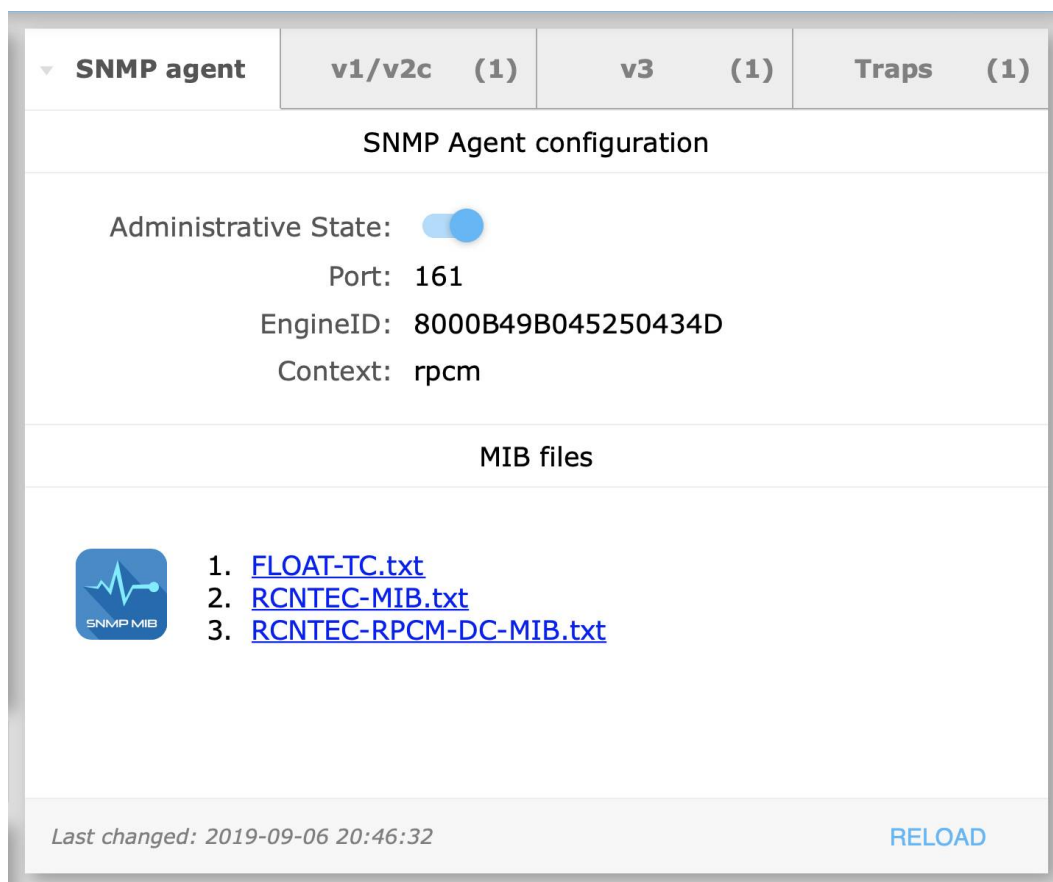 SNMP agent v1/v2c (1) v3 (1) Traps (1)
SNMP Agent configuration
Administrative State:
Port: 161
EngineID: 8000B49B045250434D
Context: rpcm
MIB files
SNMP MIB
1. FLOAT-TC.txt
2. RCNTEC-MIB.txt
3. RCNTEC-RPCM-DC-MIB.txt
Last changed: 2019-09-06 20:46:32 RELOAD